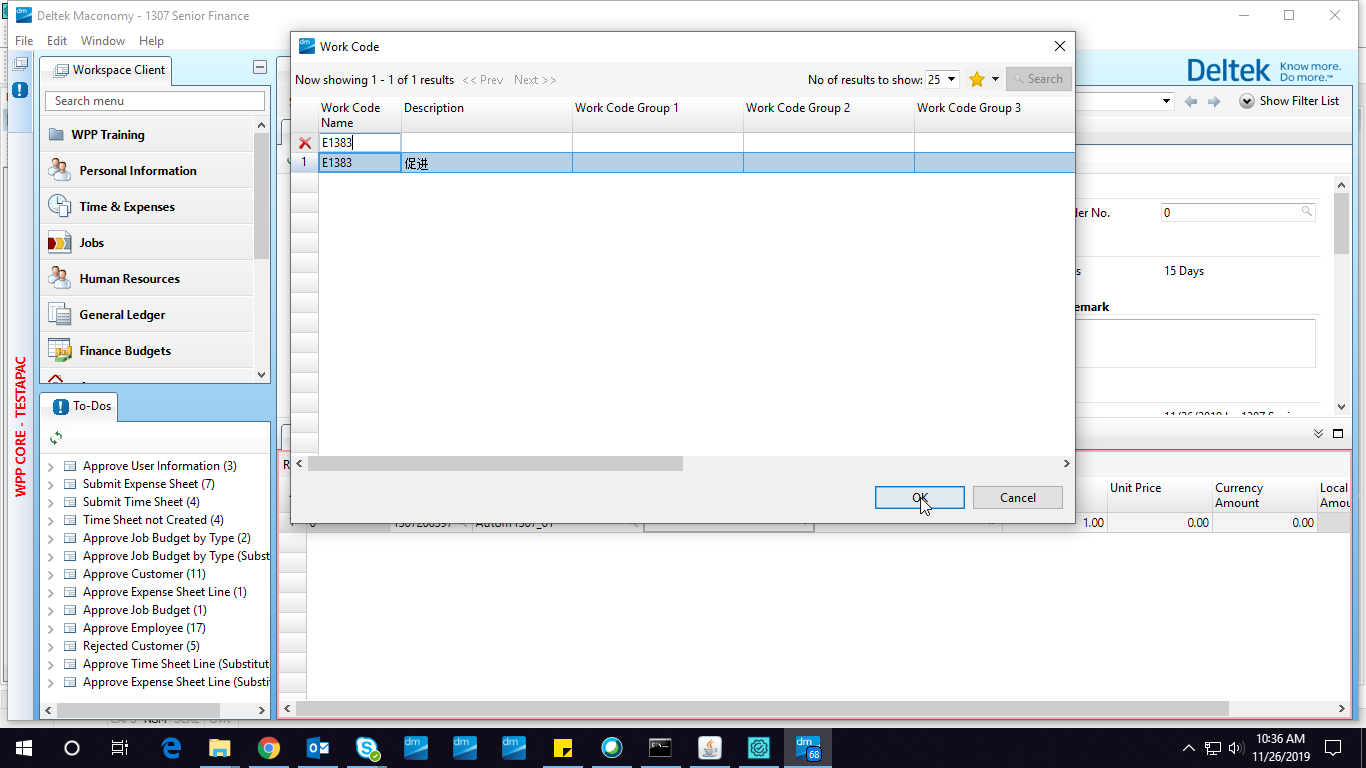 Deltek Maconomy - 1307 Senior Finance
File Edit Window Help
Workspace Client
Search menu
WPP Training
Personal Information
Time & Expenses
Jobs
Human Resources
General Ledger
Finance Budgets
WPP CORE - TESTAPAC
To-Dos
Approve User Information (3)
Submit Expense Sheet (7)
Submit Time Sheet (4)
Time Sheet not Created (4)
Approve Job Budget by Type (2)
Approve Job Budget by Type (Subst
Approve Customer (11)
Approve Expense Sheet Line (1)
Approve Job Budget (1)
Approve Employee (17)
Rejected Customer (5)
Approve Time Sheet Line (Substitut
Approve Expense Sheet Line (Substi
Work Code
Now showing 1 - 1 of 1 results << Prev Next >>
No of results to show: 25 Search
Work Code Name Description Work Code Group 1 Work Code Group 2 Work Code Group 3
E1383
1 E1383 促进
OK Cancel
Deltek Know more. Do more.™
Show Filter List
der No. 0
s 15 Days
emark
Unit Price Currency Amount Local Amou
1.00 0.00 0.00
10:36 AM
11/26/2019
68